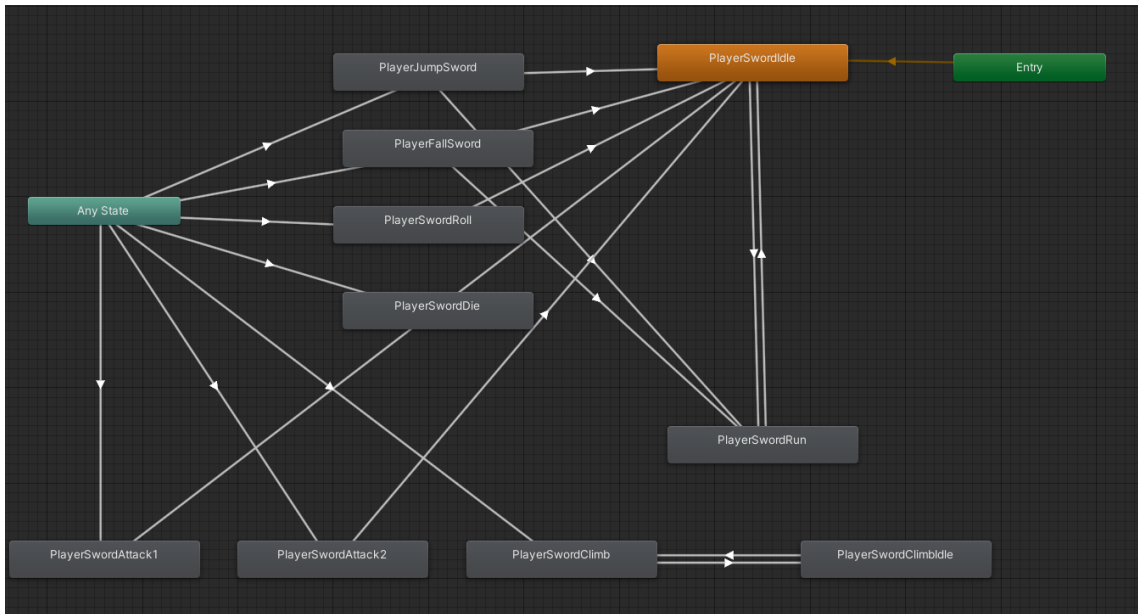 PlayerJumpSword
PlayerSwordIdle
Entry
PlayerFallSword
Any State
PlayerSwordRoll
PlayerSwordDie
PlayerSwordRun
PlayerSwordAttack1
PlayerSwordAttack2
PlayerSwordClimb
PlayerSwordClimbIdle